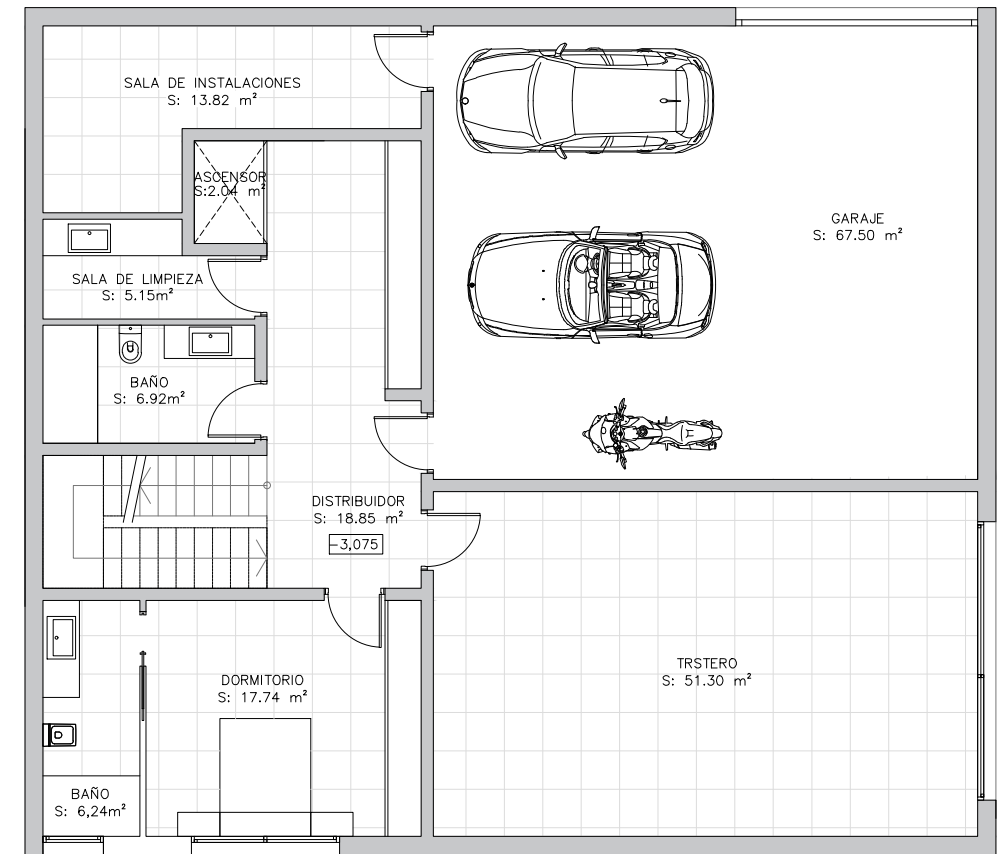 SALA DE INSTALACIONES
S: 13.82 m²
ASCENSOR
S:2.04 m²
GARAJE
S: 67.50 m²
SALA DE LIMPIEZA
S: 5.15m²
BAÑO
S: 6.92m²
DISTRIBUIDOR
S: 18.85 m²
-3,075
TRSTERO
S: 51.30 m²
DORMITORIO
S: 17.74 m²
BAÑO
S: 6,24m²